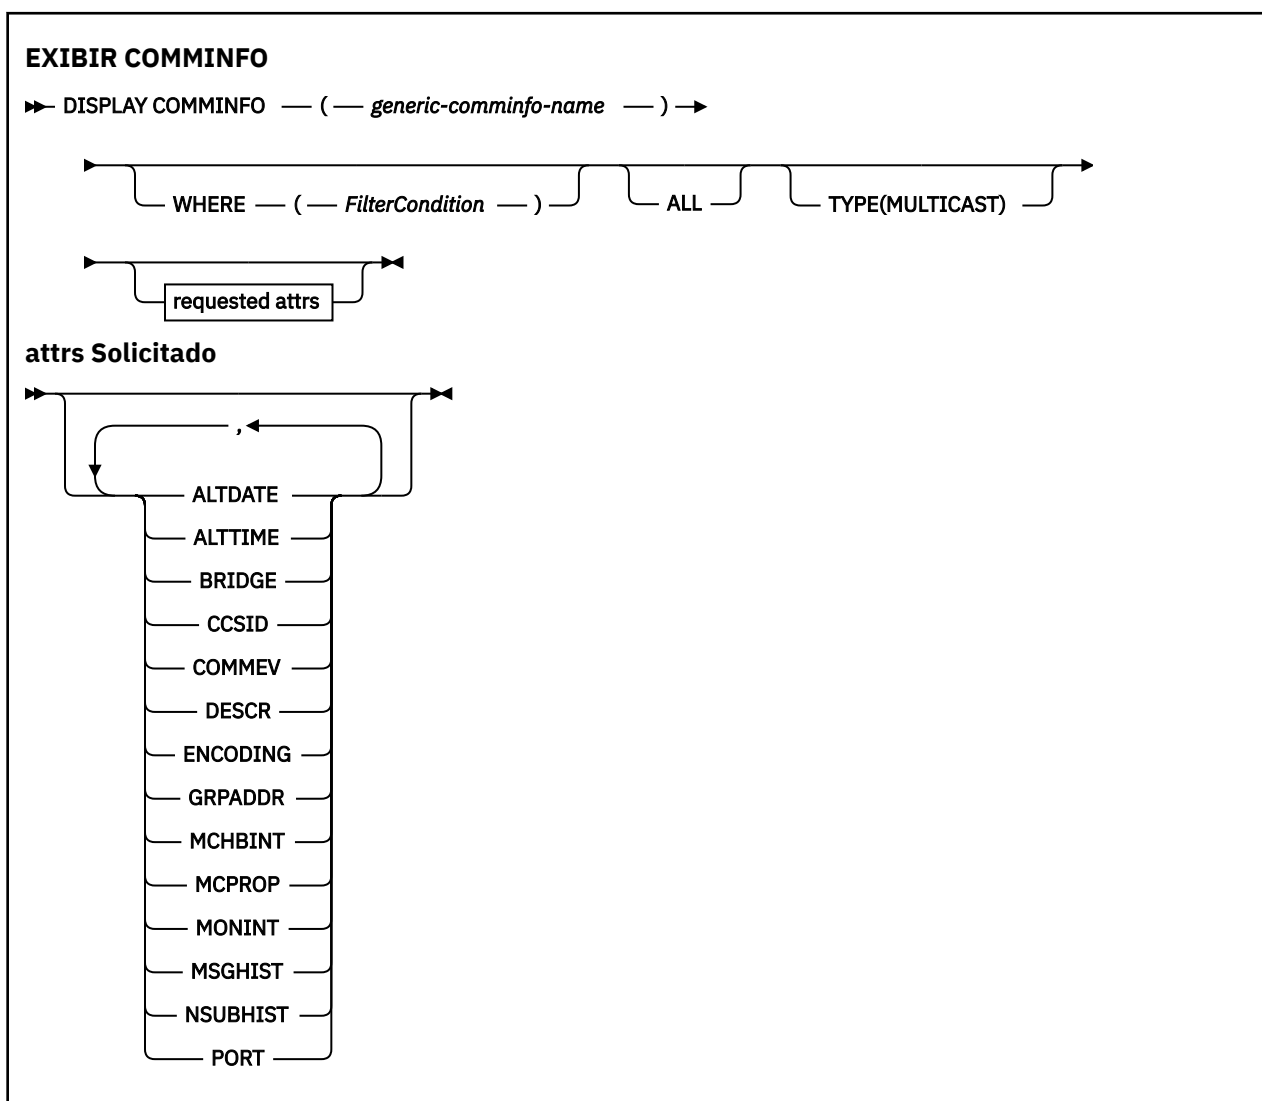 EXIBIR COMMINFO
DISPLAY COMMINFO ( generic-comminfo-name )
WHERE ( FilterCondition ) ALL TYPE(MULTICAST)
requested attrs
attrs Solicitado
,
ALTDATE
ALTTIME
BRIDGE
CCSID
COMMEV
DESCR
ENCODING
GRPADDR
MCHBINT
MCPROP
MONINT
MSGHIST
NSUBHIST
PORT